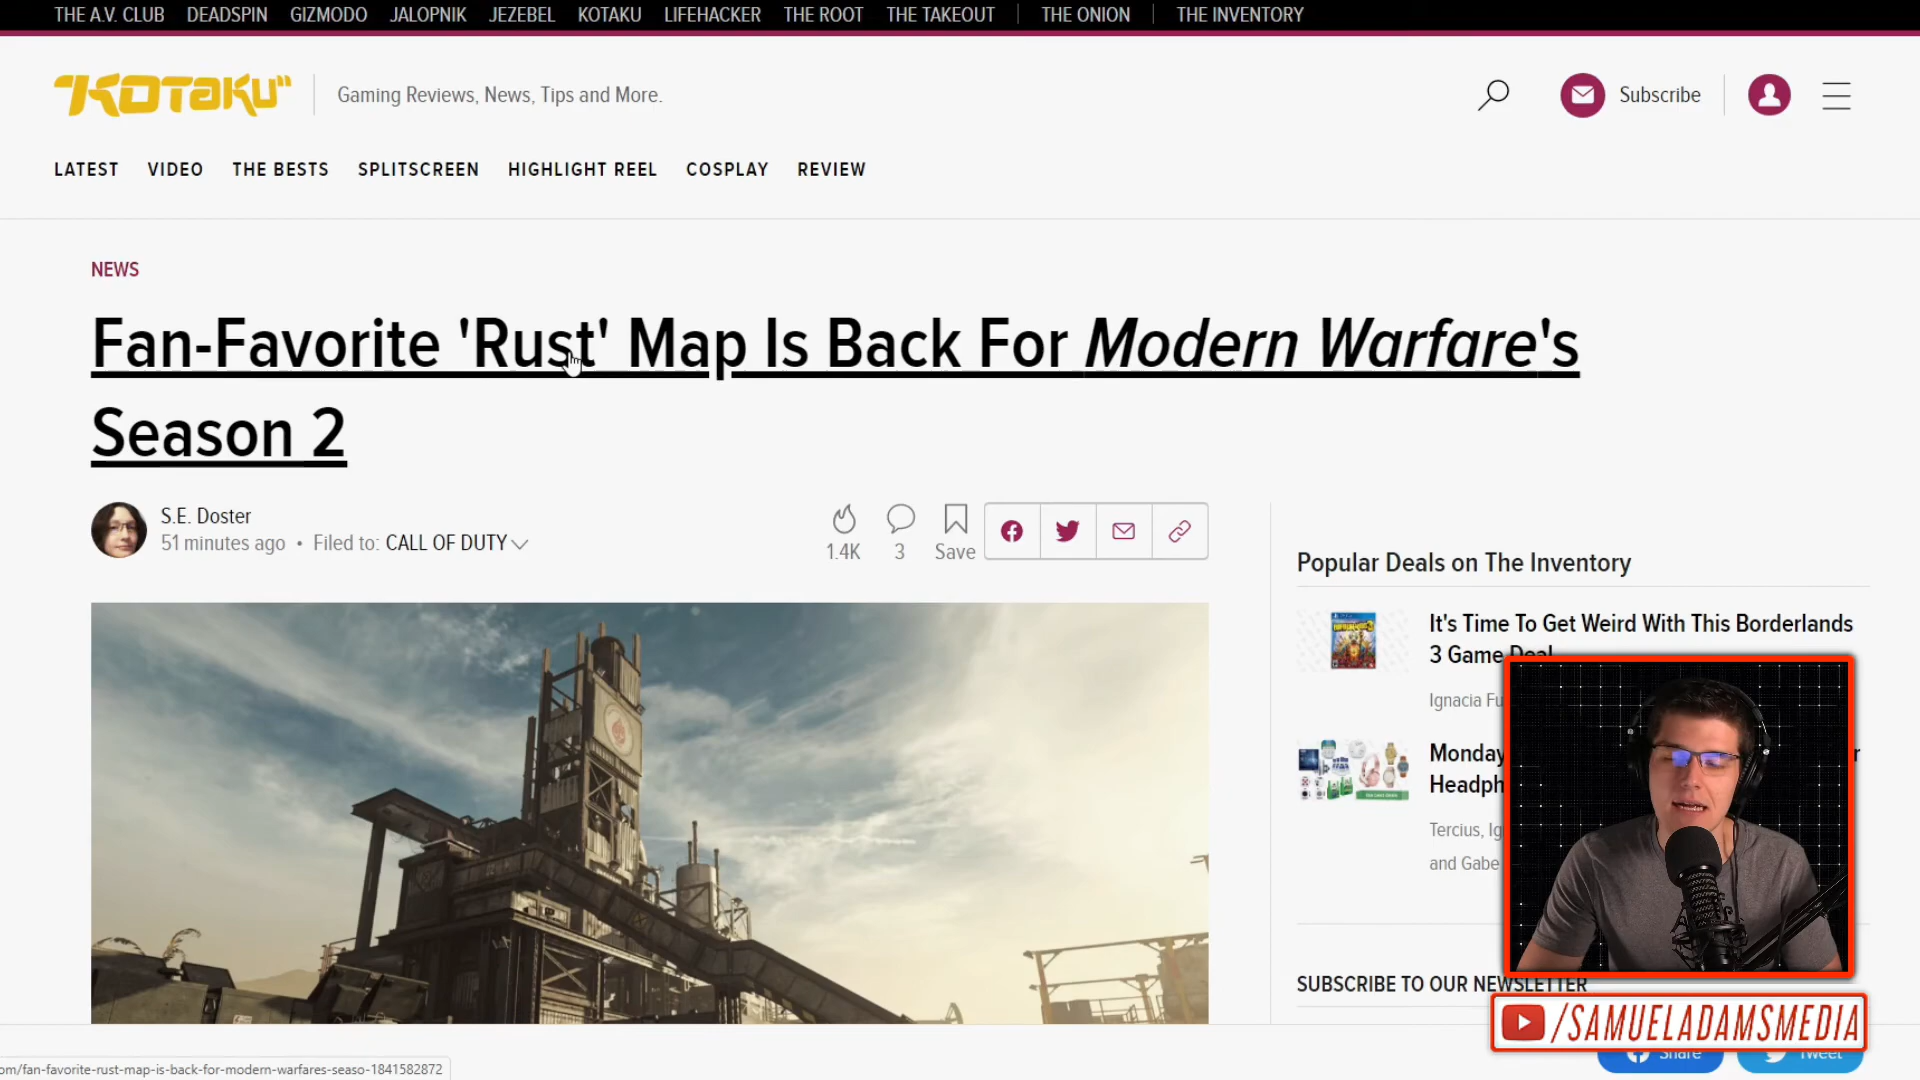 THE A.V. CLUB DEADSPIN GIZMODO JALOPNIK JEZEBEL KOTAKU LIFEHACKER THE ROOT THE TAKEOUT THE ONION THE INVENTORY
KOTAKU Gaming Reviews, News, Tips and More. Subscribe
LATEST VIDEO THE BESTS SPLITSCREEN HIGHLIGHT REEL COSPLAY REVIEW
NEWS
Fan-Favorite 'Rust' Map Is Back For Modern Warfare's
Season 2
S.E. Doster
51 minutes ago • Filed to: CALL OF DUTY
1.4K 3 Save
Popular Deals on The Inventory
It's Time To Get Weird With This Borderlands
3 Game Deal
Ignacia
Monday
Tercius,
and Gabe
SUBSCRIBE TO OUR NEWSLETTER
/SAMUELADAMSMEDIA
Share Tweet
om/fan-favorite-rust-map-is-back-for-modern-warfares-seaso-1841582872